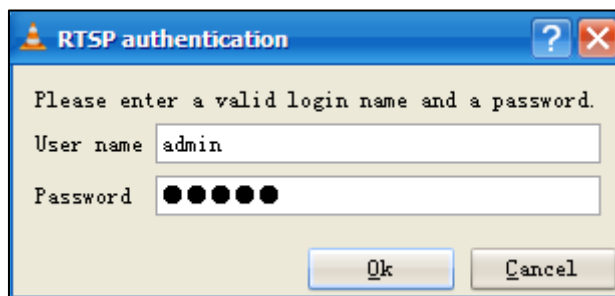 RTSP authentication
Please enter a valid login name and a password.
User name admin
Password ●●●●●
Ok Cancel